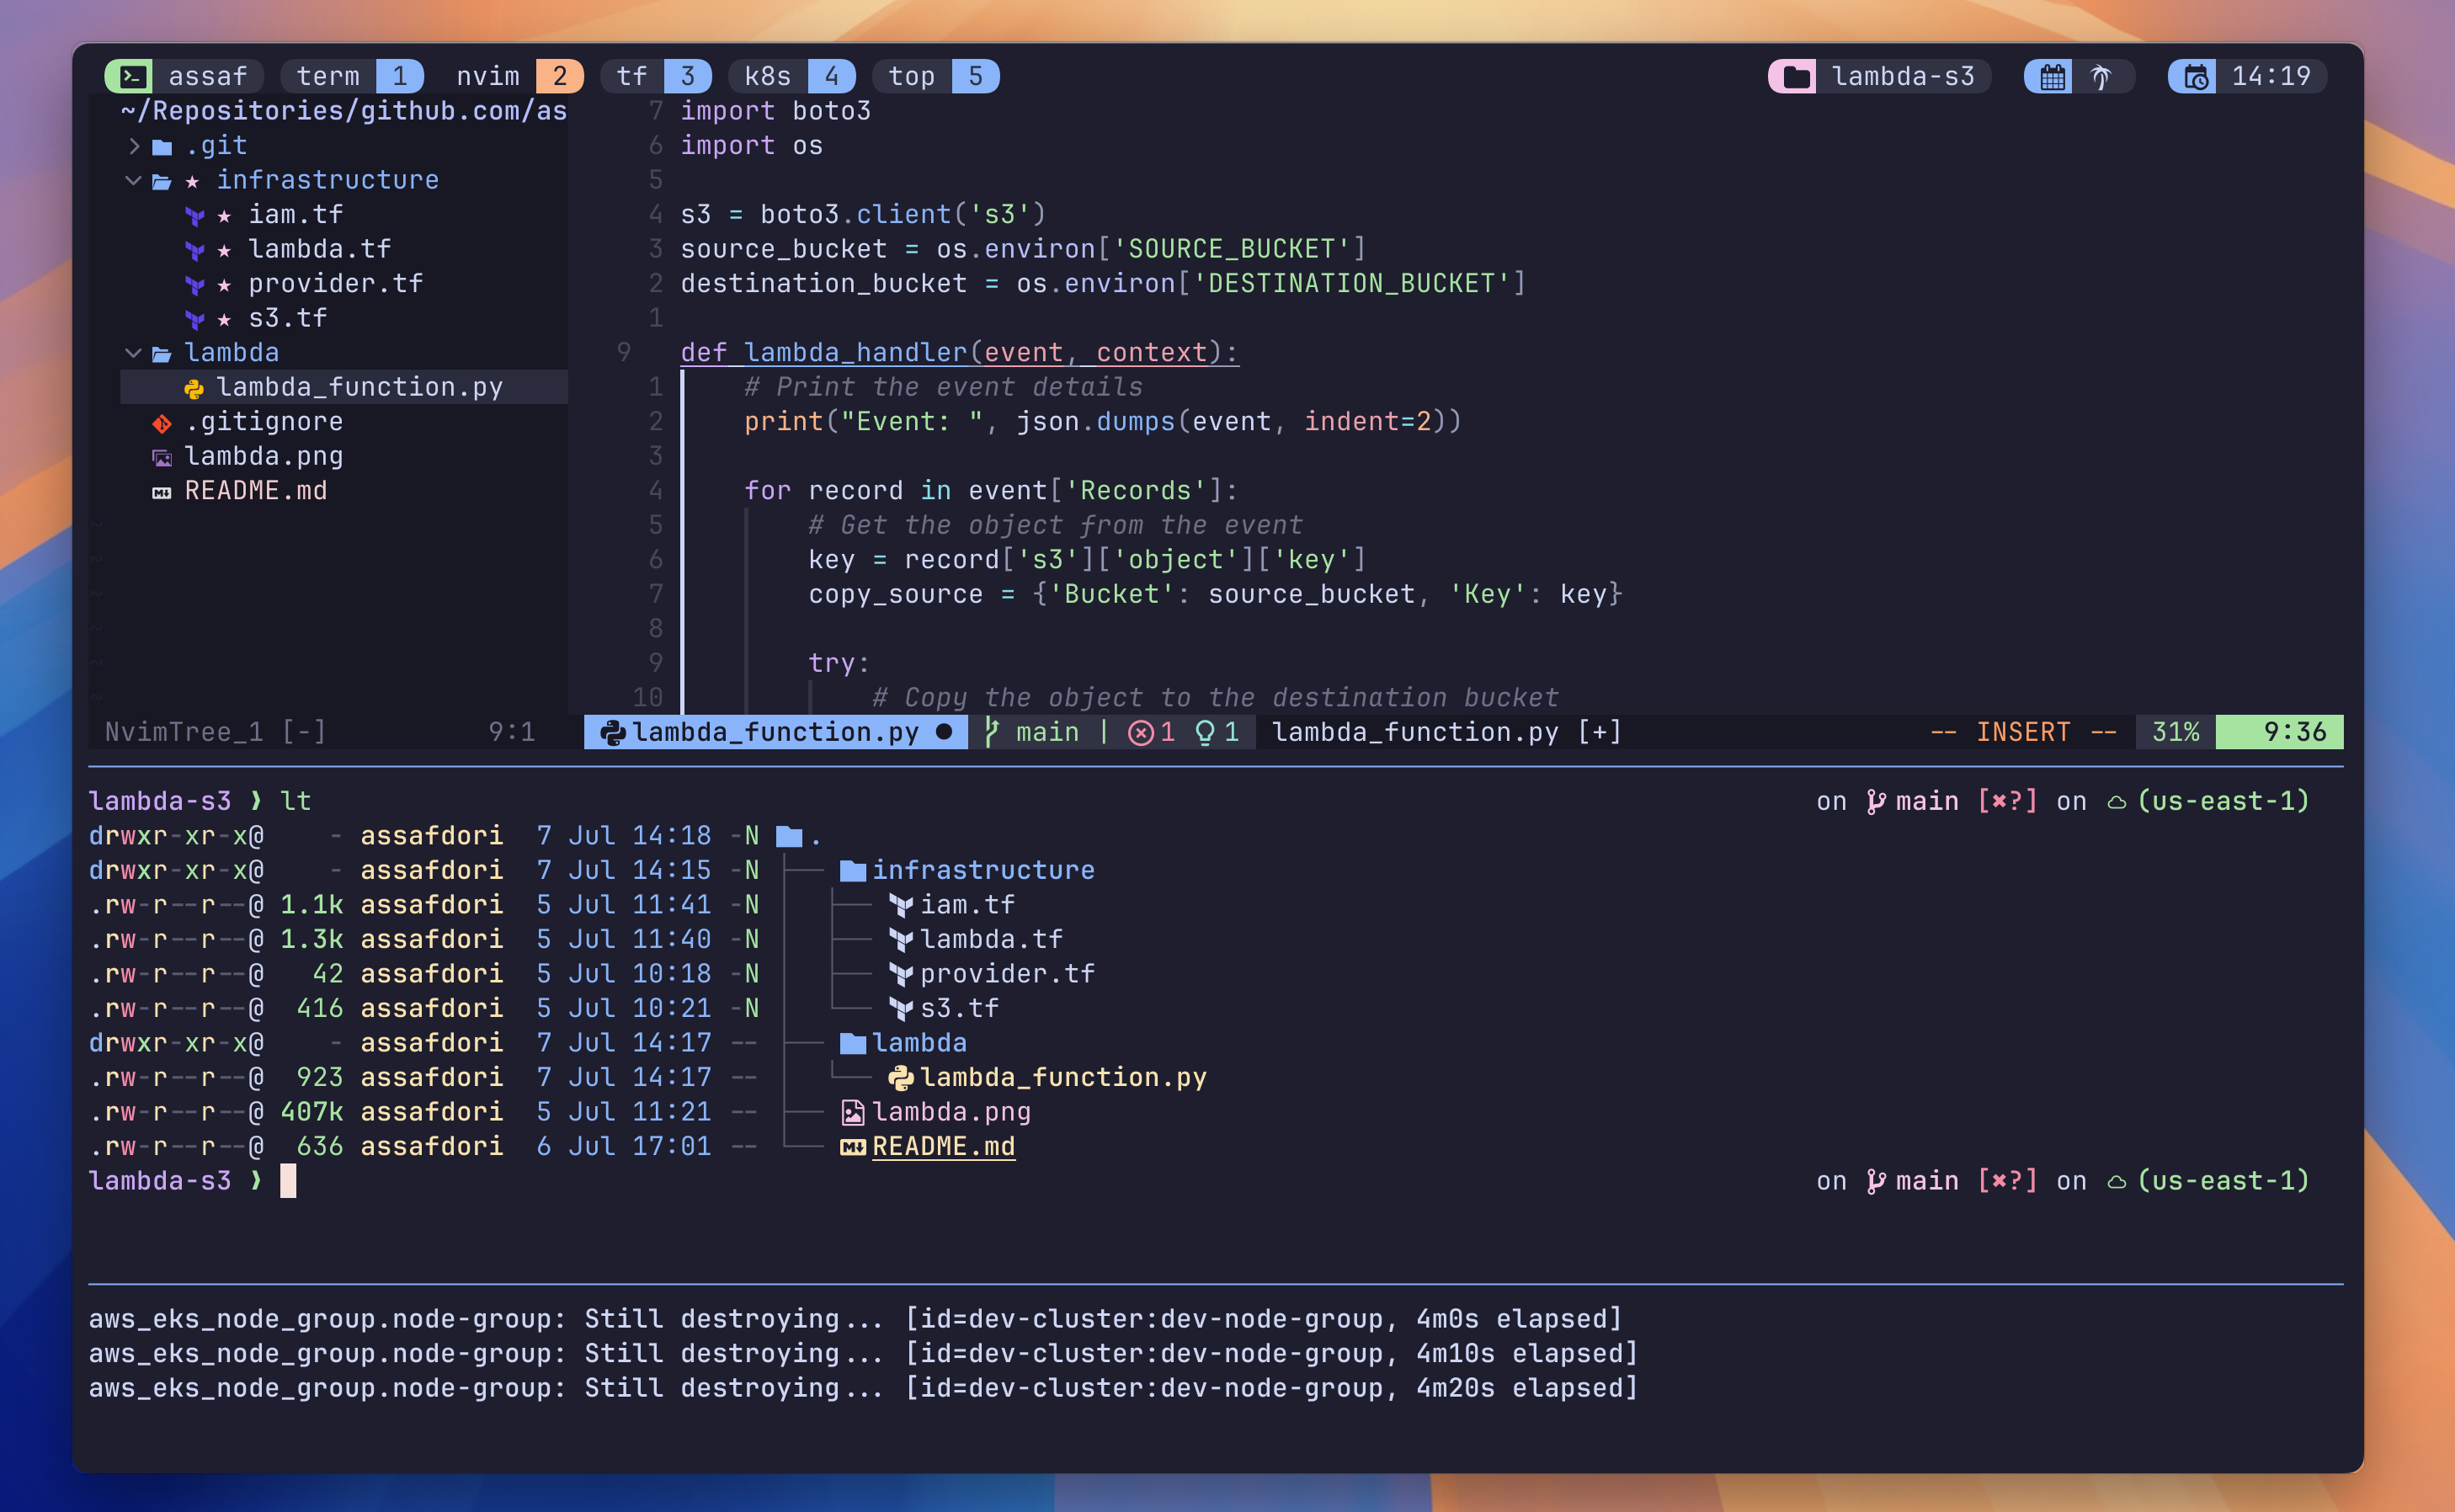 assaf term 1 nvim 2 tf 3 k8s 4 top 5 lambda-s3 14:19
~/Repositories/github.com/as
.git
infrastructure
iam.tf
lambda.tf
provider.tf
s3.tf
lambda
lambda_function.py
.gitignore
lambda.png
README.md
7 import boto3
6 import os
5
4 s3 = boto3.client('s3')
3 source_bucket = os.environ['SOURCE_BUCKET']
2 destination_bucket = os.environ['DESTINATION_BUCKET']
1
9 def lambda_handler(event, context):
1 # Print the event details
2 print("Event: ", json.dumps(event, indent=2))
3
4 for record in event['Records']:
5 # Get the object from the event
6 key = record['s3']['object']['key']
7 copy_source = {'Bucket': source_bucket, 'Key': key}
8
9 try:
10 # Copy the object to the destination bucket
NvimTree_1 [-] 9:1 lambda_function.py ● main | 1 1 lambda_function.py [+] -- INSERT -- 31% 9:36
lambda-s3 ❯ lt on main [✖?] on (us-east-1)
drwxr-xr-x@ - assafdori 7 Jul 14:18 -N .
drwxr-xr-x@ - assafdori 7 Jul 14:15 -N infrastructure
.rw-r--r--@ 1.1k assafdori 5 Jul 11:41 -N iam.tf
.rw-r--r--@ 1.3k assafdori 5 Jul 11:40 -N lambda.tf
.rw-r--r--@ 42 assafdori 5 Jul 10:18 -N provider.tf
.rw-r--r--@ 416 assafdori 5 Jul 10:21 -N s3.tf
drwxr-xr-x@ - assafdori 7 Jul 14:17 -- lambda
.rw-r--r--@ 923 assafdori 7 Jul 14:17 -- lambda_function.py
.rw-r--r--@ 407k assafdori 5 Jul 11:21 -- lambda.png
.rw-r--r--@ 636 assafdori 6 Jul 17:01 -- README.md
lambda-s3 ❯ on main [✖?] on (us-east-1)
aws_eks_node_group.node-group: Still destroying... [id=dev-cluster:dev-node-group, 4m0s elapsed]
aws_eks_node_group.node-group: Still destroying... [id=dev-cluster:dev-node-group, 4m10s elapsed]
aws_eks_node_group.node-group: Still destroying... [id=dev-cluster:dev-node-group, 4m20s elapsed]